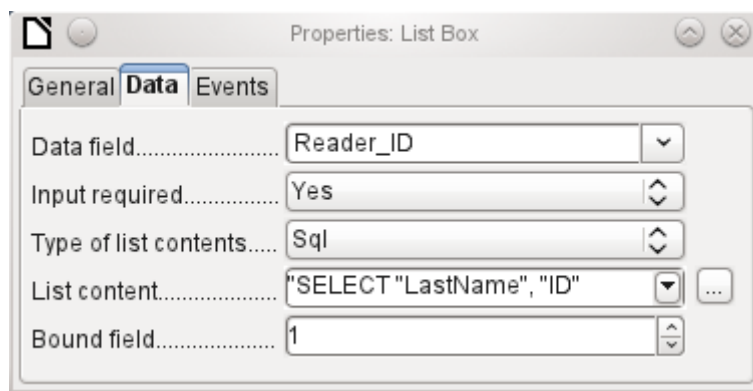 Properties: List Box
General Data Events
Data field....................... Reader_ID
Input required................ Yes
Type of list contents..... Sql
List content.................... "SELECT "LastName", "ID" ...
Bound field.................... 1